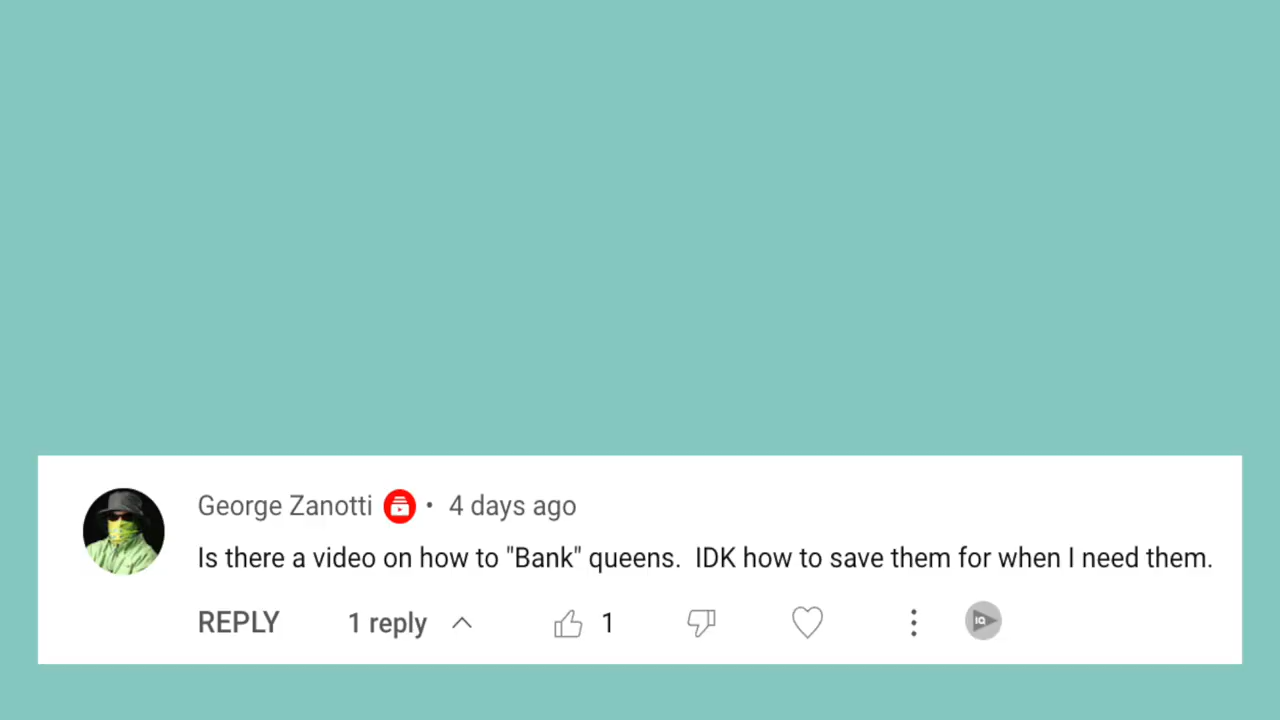 George Zanotti • 4 days ago
Is there a video on how to "Bank" queens.  IDK how to save them for when I need them.
REPLY 1 reply 1 IQ